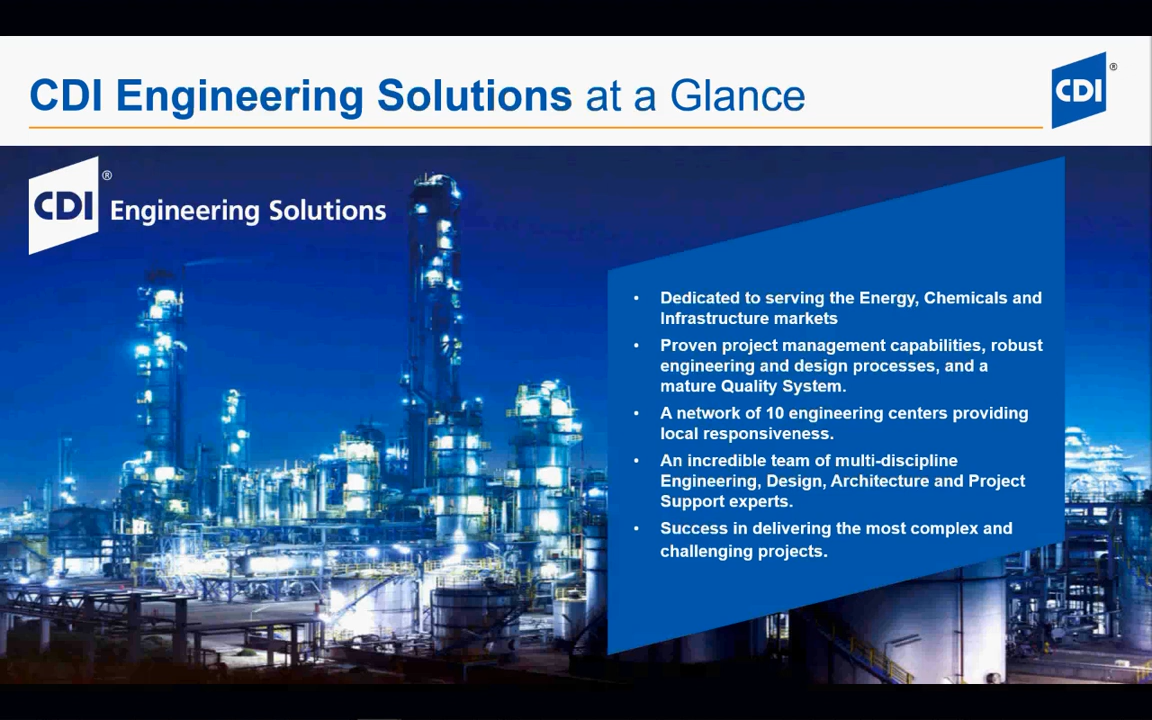 CDI Engineering Solutions at a Glance
CDI ®
CDI ® Engineering Solutions
• Dedicated to serving the Energy, Chemicals and
Infrastructure markets
• Proven project management capabilities, robust
engineering and design processes, and a
mature Quality System.
• A network of 10 engineering centers providing
local responsiveness.
• An incredible team of multi-discipline
Engineering, Design, Architecture and Project
Support experts.
• Success in delivering the most complex and
challenging projects.